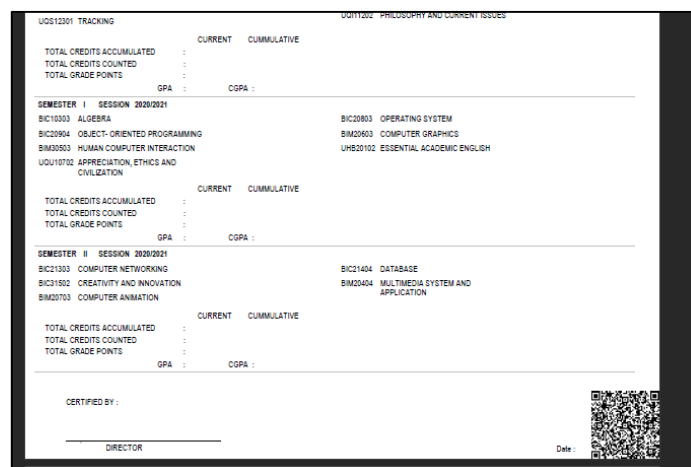 UQI11202 PHILOSOPHY AND CURRENT ISSUES
UQS12301 TRACKING
CURRENT CUMMULATIVE
TOTAL CREDITS ACCUMULATED :
TOTAL CREDITS COUNTED :
TOTAL GRADE POINTS :
GPA : CGPA :
SEMESTER I SESSION 2020/2021
BIC10303 ALGEBRA BIC20803 OPERATING SYSTEM
BIC20904 OBJECT- ORIENTED PROGRAMMING BIM20603 COMPUTER GRAPHICS
BIM30503 HUMAN COMPUTER INTERACTION UHB20102 ESSENTIAL ACADEMIC ENGLISH
UQU10702 APPRECIATION, ETHICS AND
CIVILIZATION
CURRENT CUMMULATIVE
TOTAL CREDITS ACCUMULATED :
TOTAL CREDITS COUNTED :
TOTAL GRADE POINTS :
GPA : CGPA :
SEMESTER II SESSION 2020/2021
BIC21303 COMPUTER NETWORKING BIC21404 DATABASE
BIC31502 CREATIVITY AND INNOVATION BIM20404 MULTIMEDIA SYSTEM AND
APPLICATION
BIM20703 COMPUTER ANIMATION
CURRENT CUMMULATIVE
TOTAL CREDITS ACCUMULATED :
TOTAL CREDITS COUNTED :
TOTAL GRADE POINTS :
GPA : CGPA :
CERTIFIED BY :
DIRECTOR
Date :